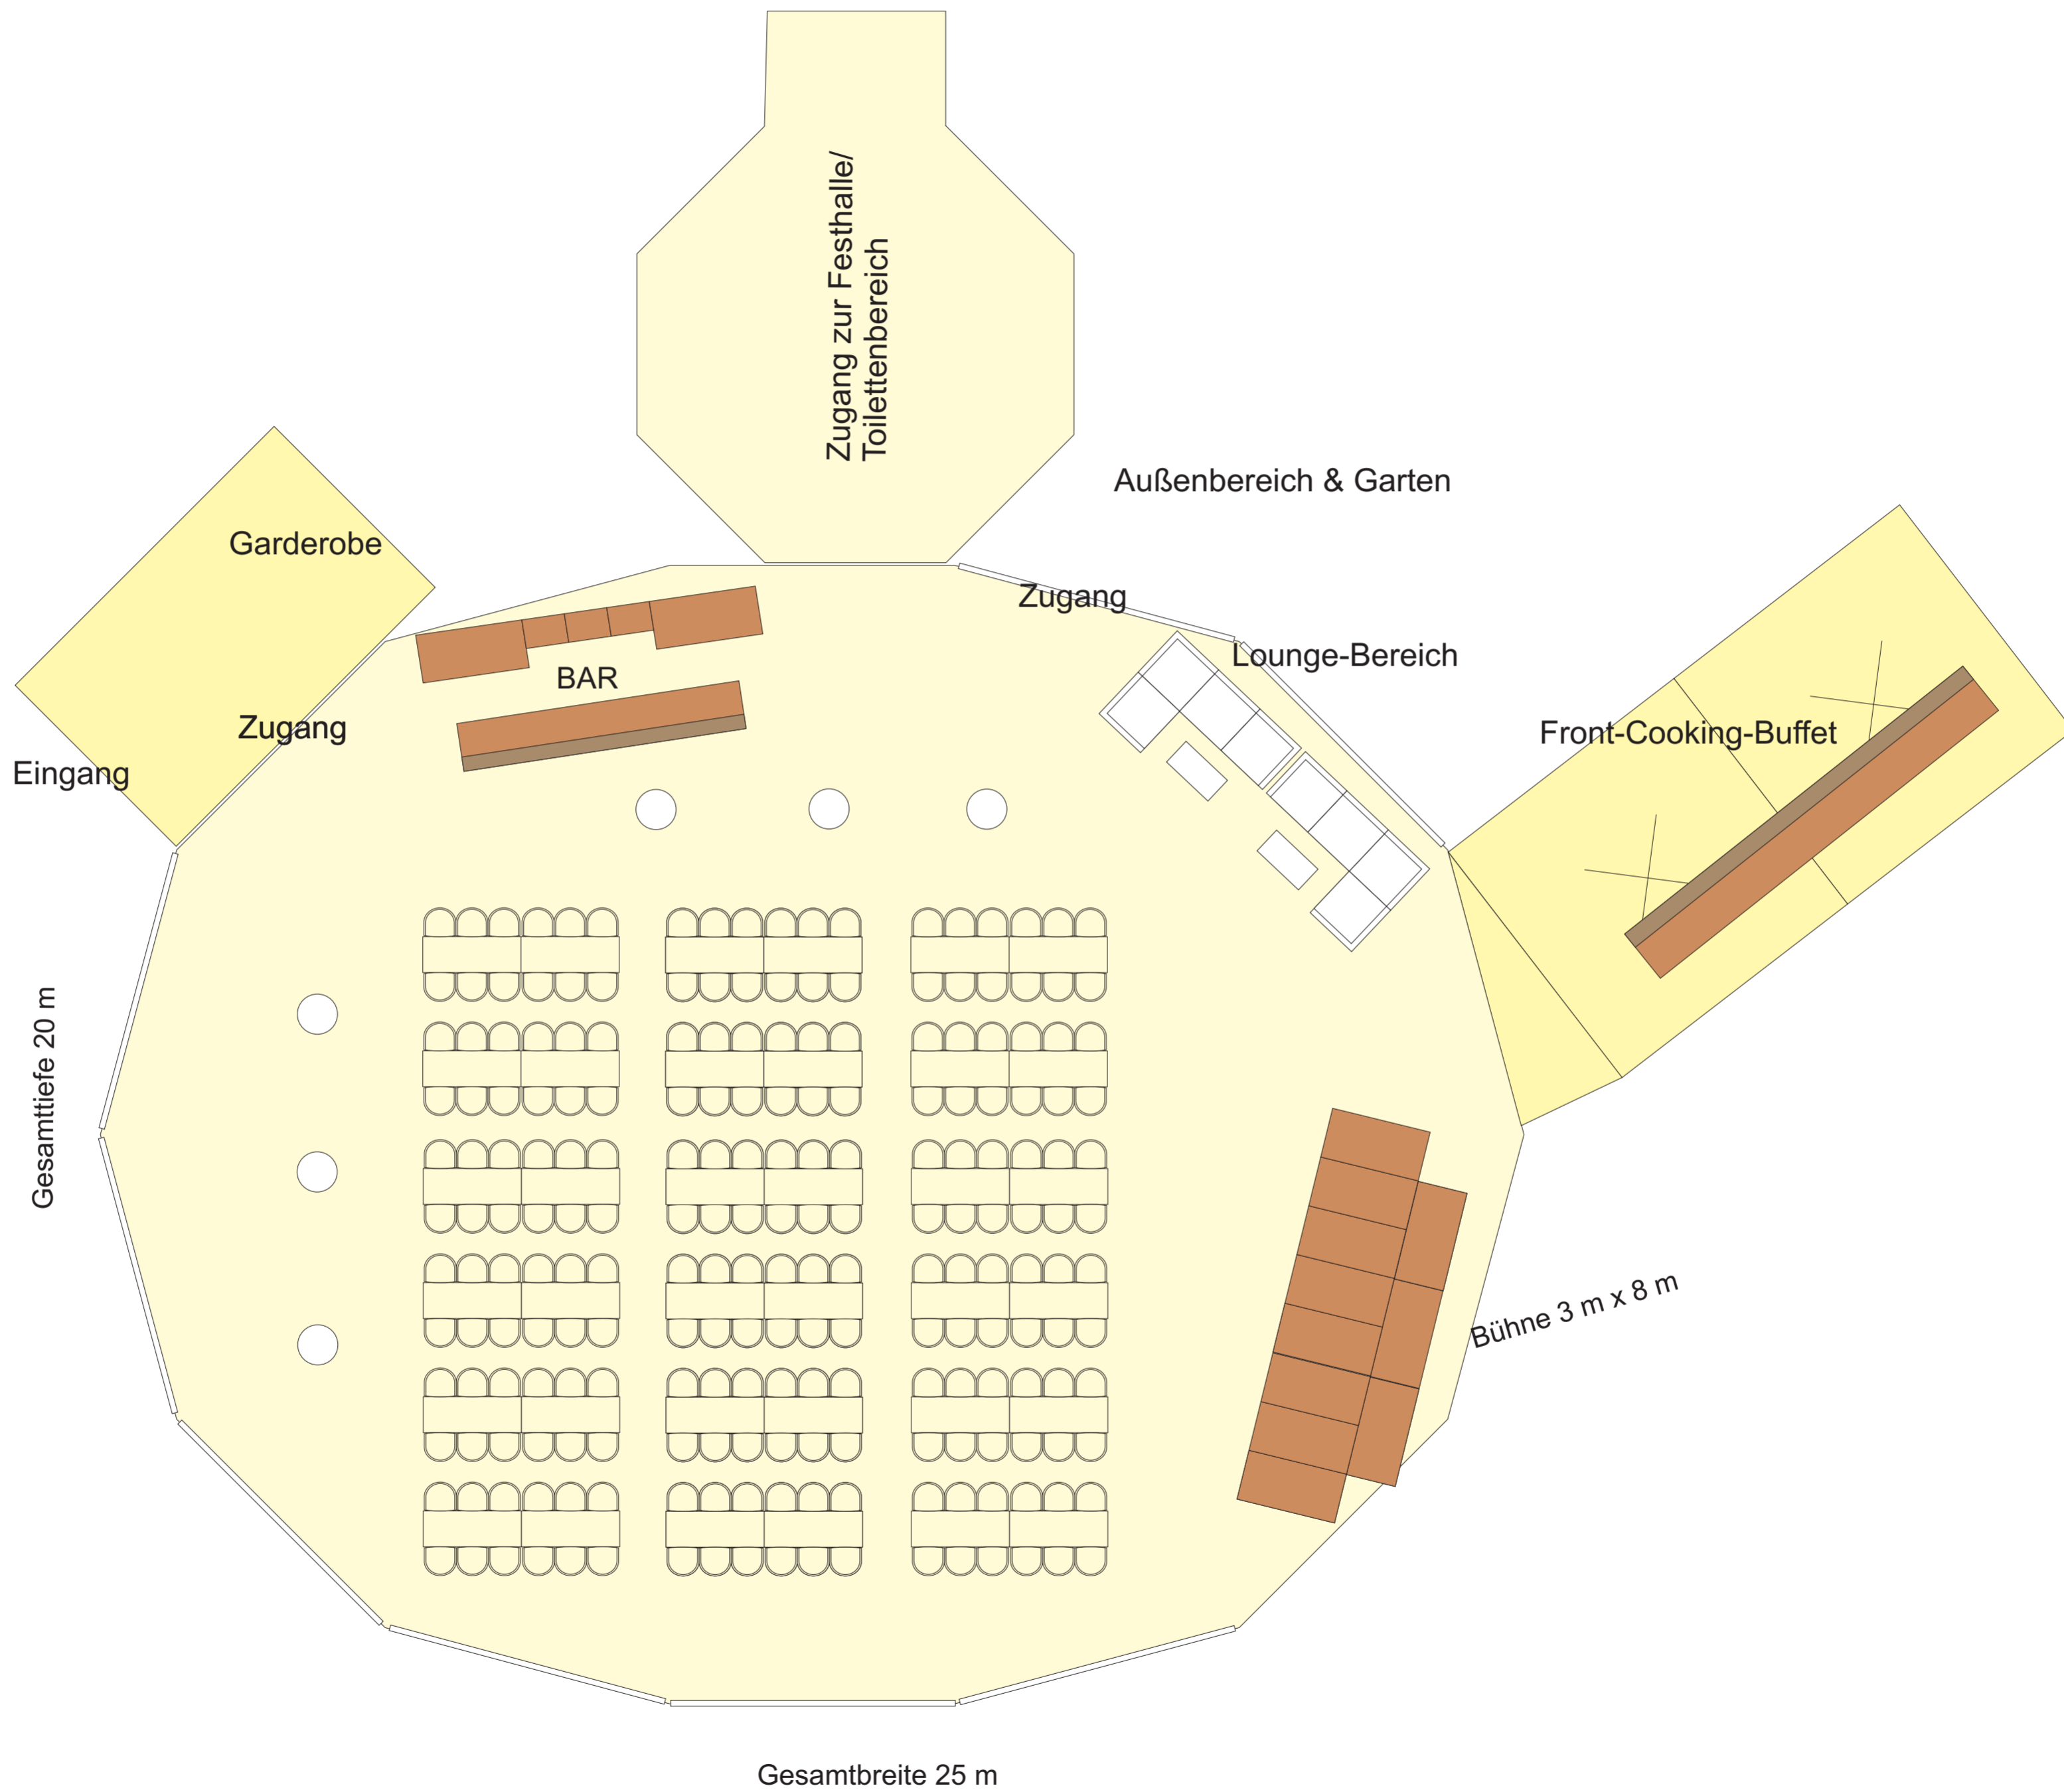 Zugang zur Festhalle/
Toilettenbereich
Außenbereich & Garten
Garderobe
Zugang
Lounge-Bereich
BAR
Zugang
Front-Cooking-Buffet
Eingang
Gesamttiefe 20 m
Bühne 3 m x 8 m
Gesamtbreite 25 m